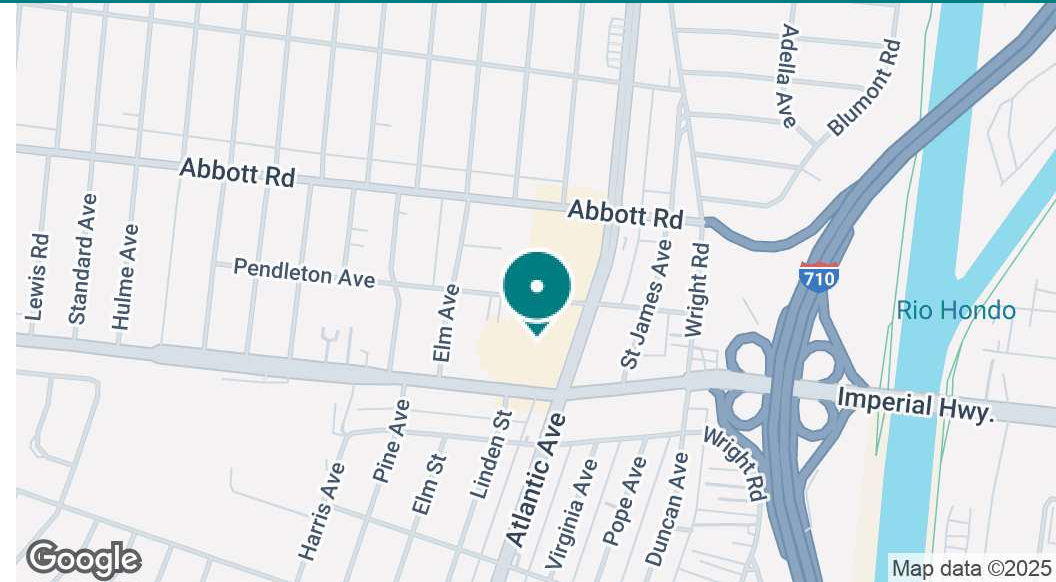 Adella Ave
Blumont Rd
Abbott Rd
Abbott Rd
Lewis Rd
Standard Ave
Hulme Ave
Pendleton Ave
Elm Ave
St James Ave
Wright Rd
710
Rio Hondo
Imperial Hwy.
Harris Ave
Pine Ave
Elm St
Linden St
Atlantic Ave
Virginia Ave
Pope Ave
Duncan Ave
Wright Rd
Google
Map data ©2025